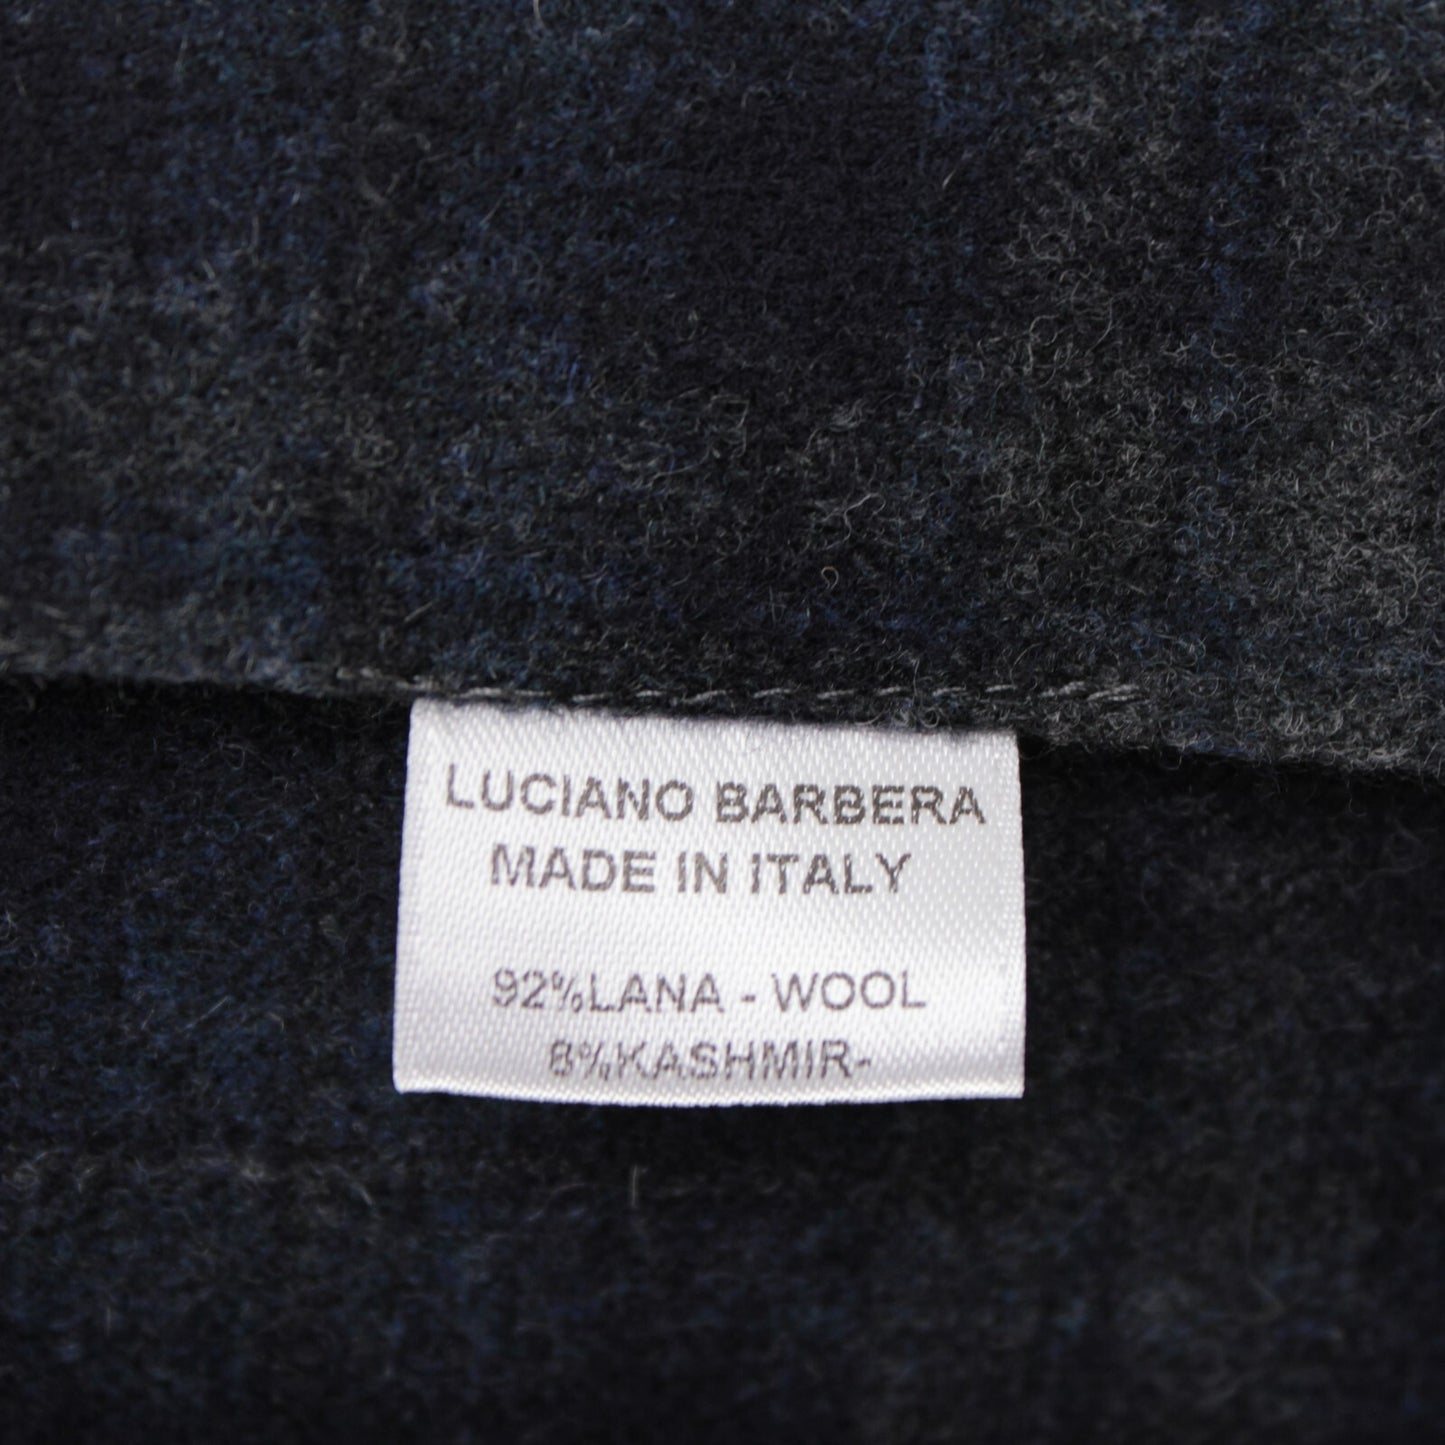 LUCIANO BARBERA
MADE IN ITALY
92%LANA - WOOL
8%KASHMIR-